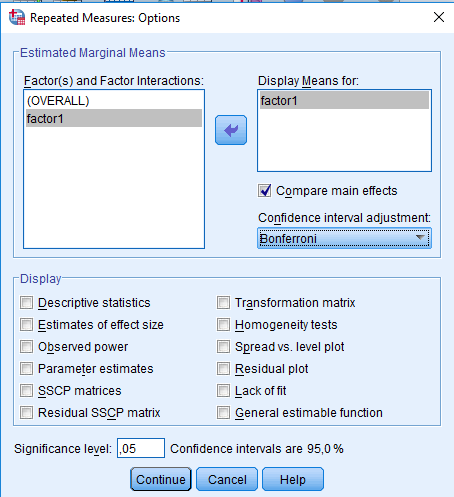 Repeated Measures: Options
Estimated Marginal Means
Factor(s) and Factor Interactions:
(OVERALL)
factor1
Display Means for:
factor1
Compare main effects
Confidence interval adjustment:
Bonferroni
Display
Descriptive statistics
Transformation matrix
Estimates of effect size
Homogeneity tests
Observed power
Spread vs. level plot
Parameter estimates
Residual plot
SSCP matrices
Lack of fit
Residual SSCP matrix
General estimable function
Significance level: ,05 Confidence intervals are 95,0 %
Continue Cancel Help